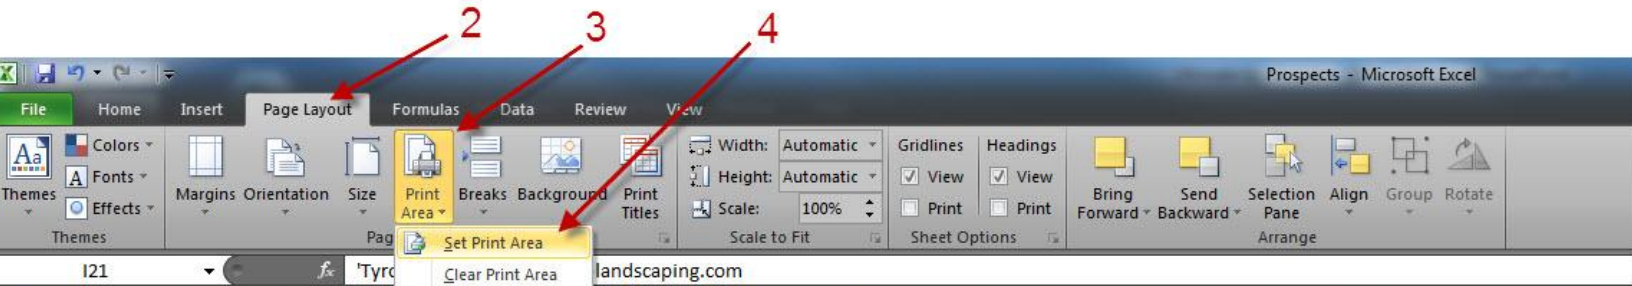 2 3 4
Prospects - Microsoft Excel
File Home Insert Page Layout Formulas Data Review View
Colors Width: Automatic Gridlines Headings
Aa A Fonts Height: Automatic View View
Themes Effects Margins Orientation Size Print Area Breaks Background Print Titles Scale: 100% Print Print Bring Forward Send Backward Selection Pane Align Group Rotate
Themes Pag Scale to Fit Sheet Options Arrange
Set Print Area
I21 fx 'Tyro landscaping.com
Clear Print Area